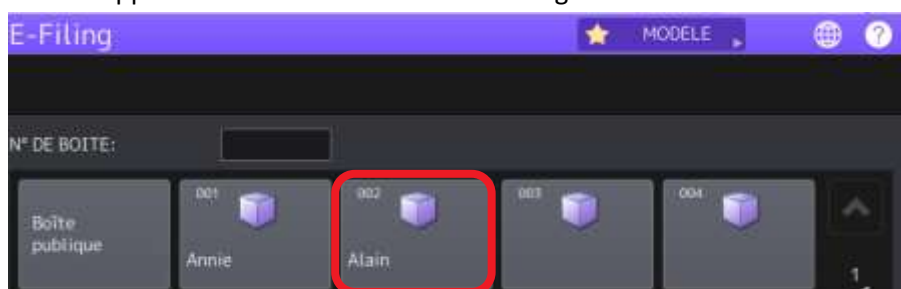 E-Filing
MODELE
?
N° DE BOITE:
Boîte
publique
001
Annie
002
Alain
003
004
1